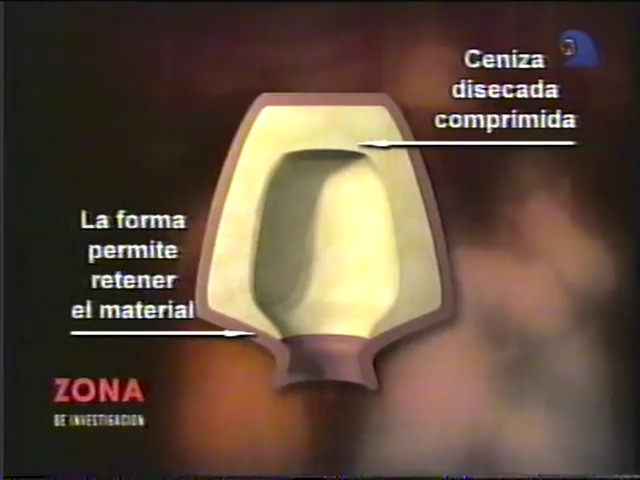 Ceniza
disecada
comprimida
La forma
permite
retener
el material
ZONA
DE INVESTIGACION